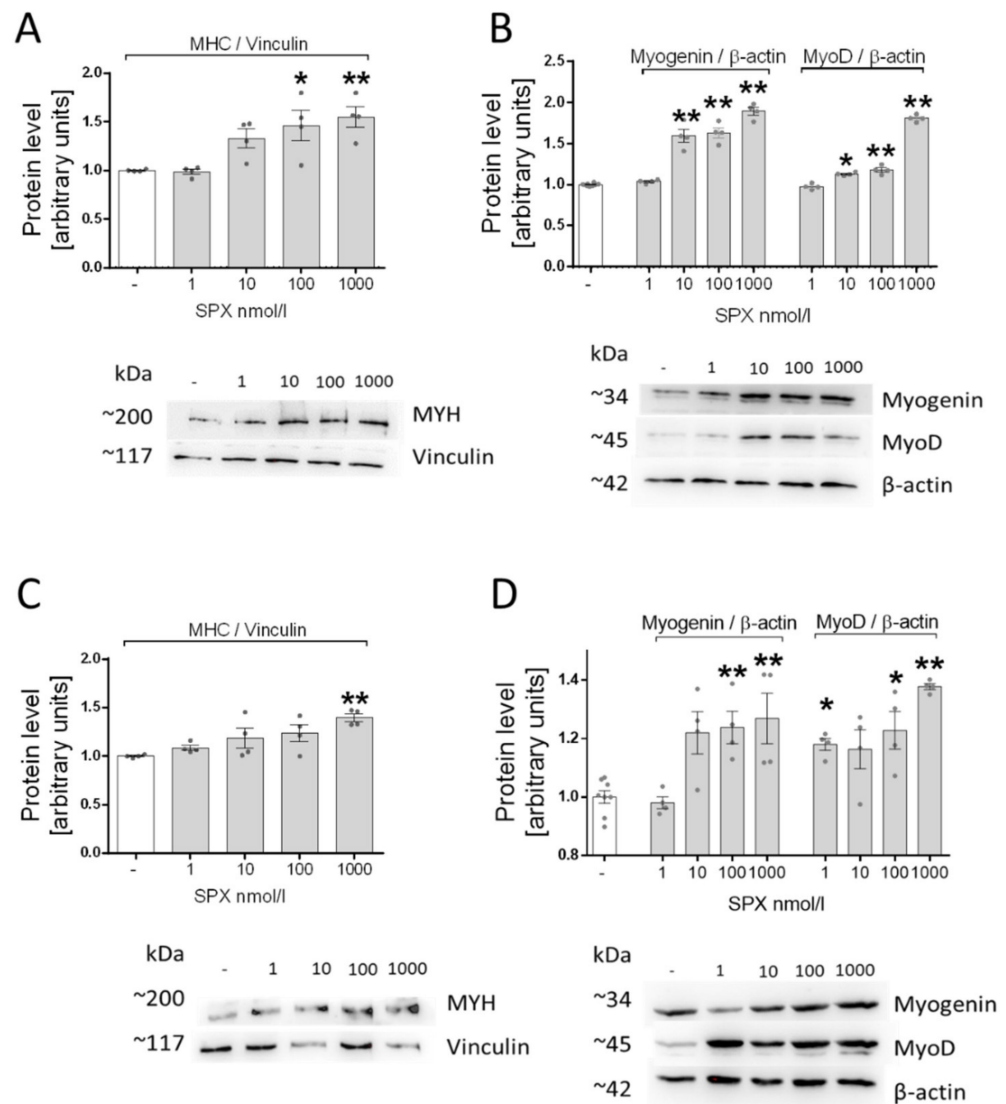 A
MHC / Vinculin
Protein level
[arbitrary units]
2.0
1.5
1.0
0.5
0.0
* **
- 1 10 100 1000
SPX nmol/l
kDa - 1 10 100 1000
~200 MYH
~117 Vinculin
B
Myogenin / β-actin MyoD / β-actin
Protein level
[arbitrary units]
2.5
2.0
1.5
1.0
0.5
0.0
** ** ** * ** **
- 1 10 100 1000 1 10 100 1000
SPX nmol/l
kDa - 1 10 100 1000
~34 Myogenin
~45 MyoD
~42 β-actin
C
MHC / Vinculin
Protein level
[arbitrary units]
2.0
1.5
1.0
0.5
0.0
**
- 1 10 100 1000
SPX nmol/l
kDa - 1 10 100 1000
~200 MYH
~117 Vinculin
D
Myogenin / β-actin MyoD / β-actin
Protein level
[arbitrary units]
1.4
1.2
1.0
0.8
** ** * * **
- 1 10 100 1000 1 10 100 1000
SPX nmol/l
kDa - 1 10 100 1000
~34 Myogenin
~45 MyoD
~42 β-actin